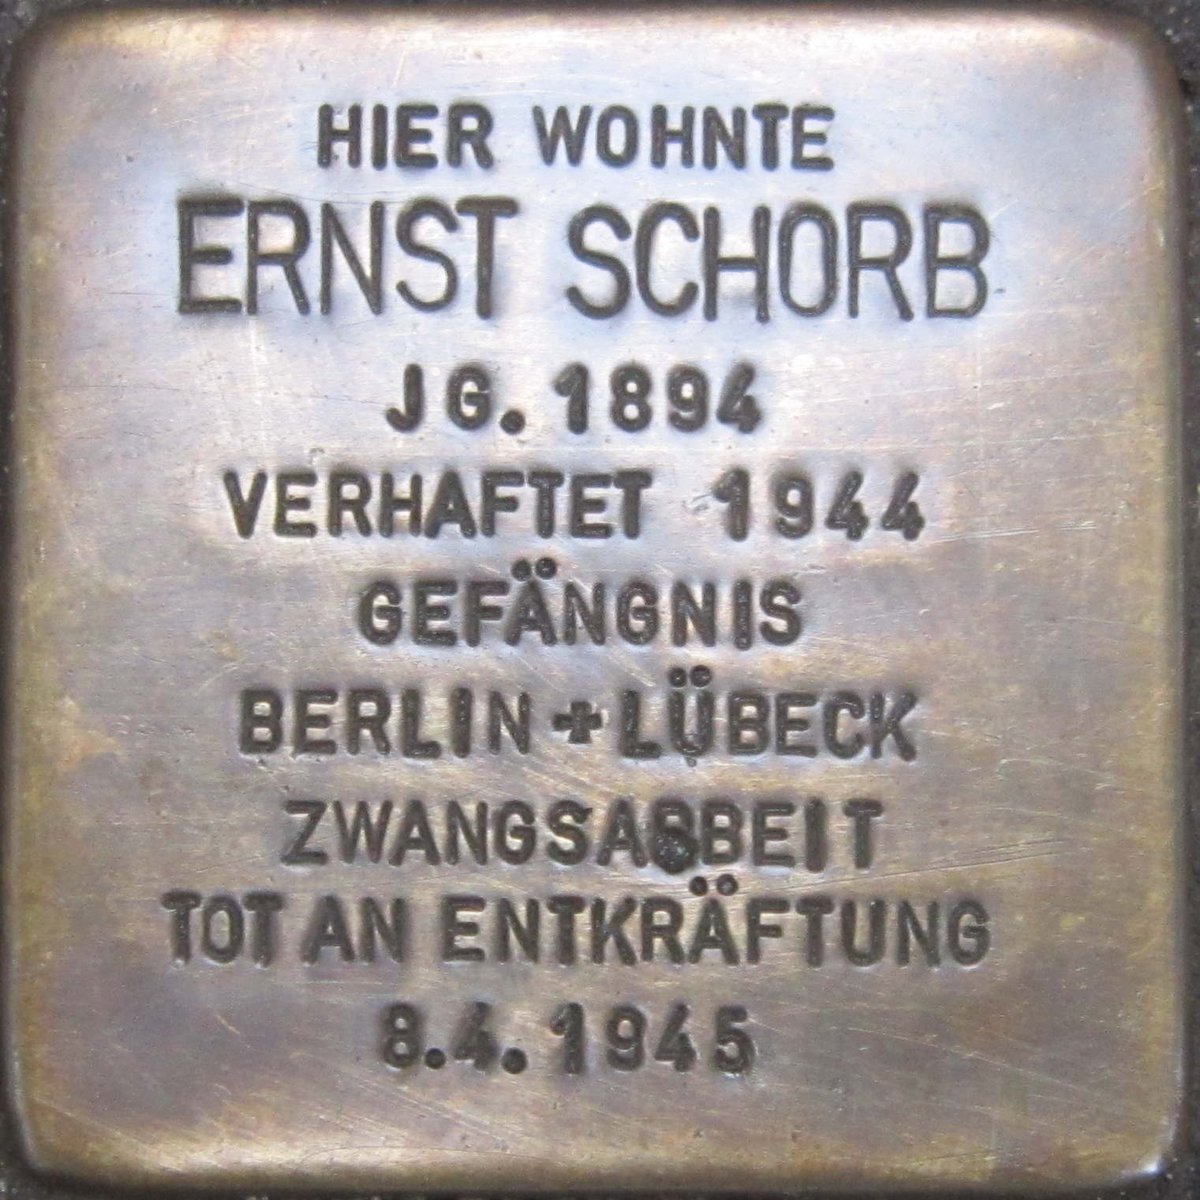 HIER WOHNTE
ERNST SCHORB
JG. 1894
VERHAFTET 1944
GEFÄNGNIS
BERLIN + LÜBECK
ZWANGSARBEIT
TOT AN ENTKRÄFTUNG
8.4.1945